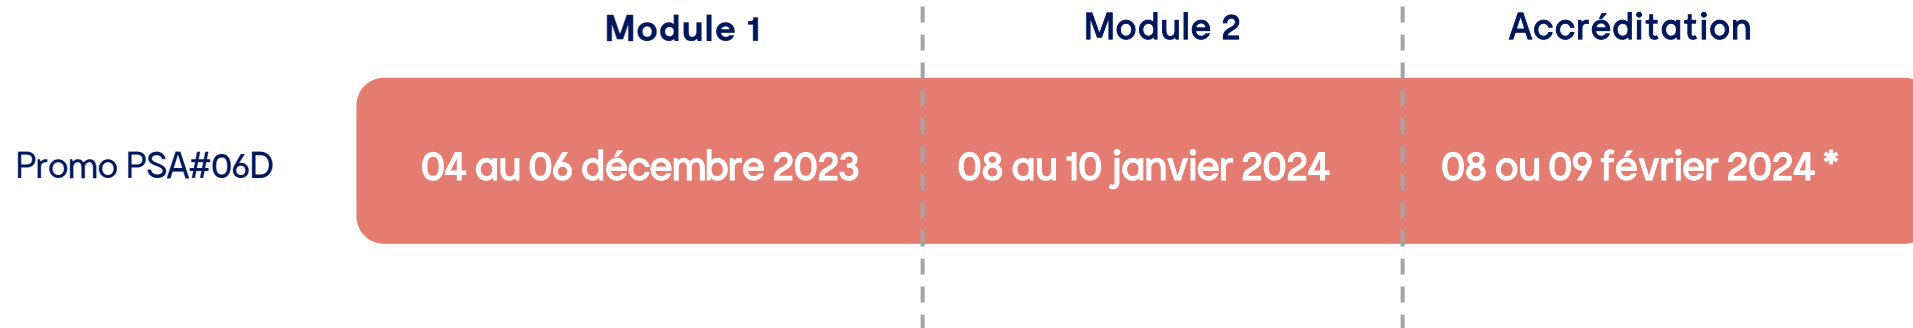 Module 1
Module 2
Accréditation
Promo PSA#06D
04 au 06 décembre 2023
08 au 10 janvier 2024
08 ou 09 février 2024 *